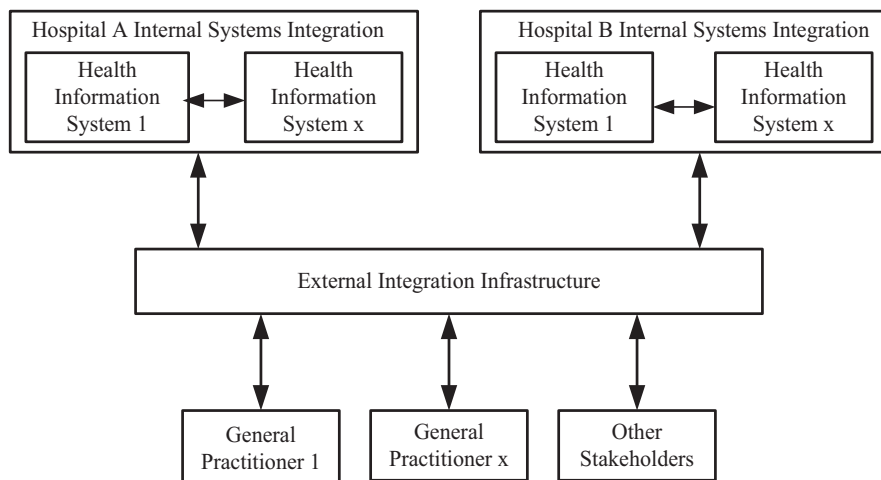 Hospital A Internal Systems Integration
Health
Information
System 1
Health
Information
System x
Hospital B Internal Systems Integration
Health
Information
System 1
Health
Information
System x
External Integration Infrastructure
General
Practitioner 1
General
Practitioner x
Other
Stakeholders